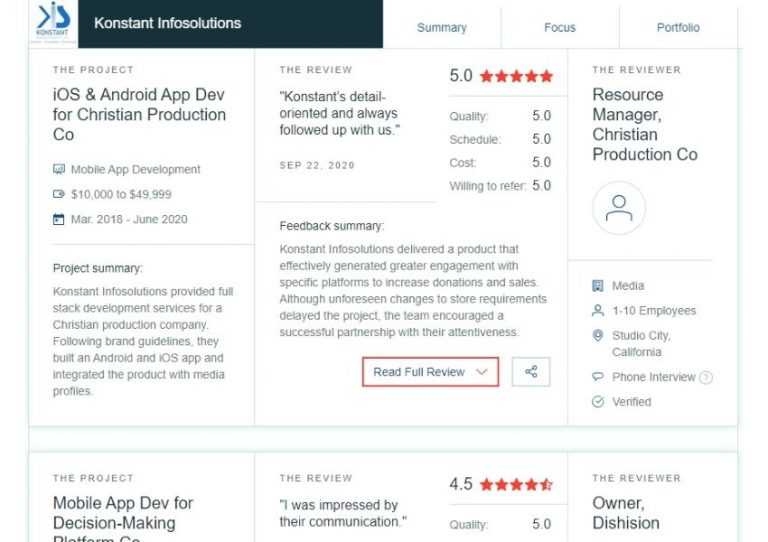 KIS
KONSTANT
Konstant Infosolutions
Summary
Focus
Portfolio
THE PROJECT
iOS & Android App Dev
for Christian Production
Co
Mobile App Development
$10,000 to $49,999
Mar. 2018 - June 2020
Project summary:
Konstant Infosolutions provided full
stack development services for a
Christian production company.
Following brand guidelines, they
built an Android and iOS app and
integrated the product with media
profiles.
THE REVIEW
"Konstant’s detail-
oriented and always
followed up with us."
SEP 22, 2020
5.0
Quality: 5.0
Schedule: 5.0
Cost: 5.0
Willing to refer: 5.0
Feedback summary:
Konstant Infosolutions delivered a product that
effectively generated greater engagement with
specific platforms to increase donations and sales.
Although unforeseen changes to store requirements
delayed the project, the team encouraged a
successful partnership with their attentiveness.
Read Full Review
THE REVIEWER
Resource
Manager,
Christian
Production Co
Media
1-10 Employees
Studio City,
California
Phone Interview ?
Verified
THE PROJECT
Mobile App Dev for
Decision-Making
Platform Co
THE REVIEW
"I was impressed by
their communication."
4.5
Quality: 5.0
THE REVIEWER
Owner,
Dishision